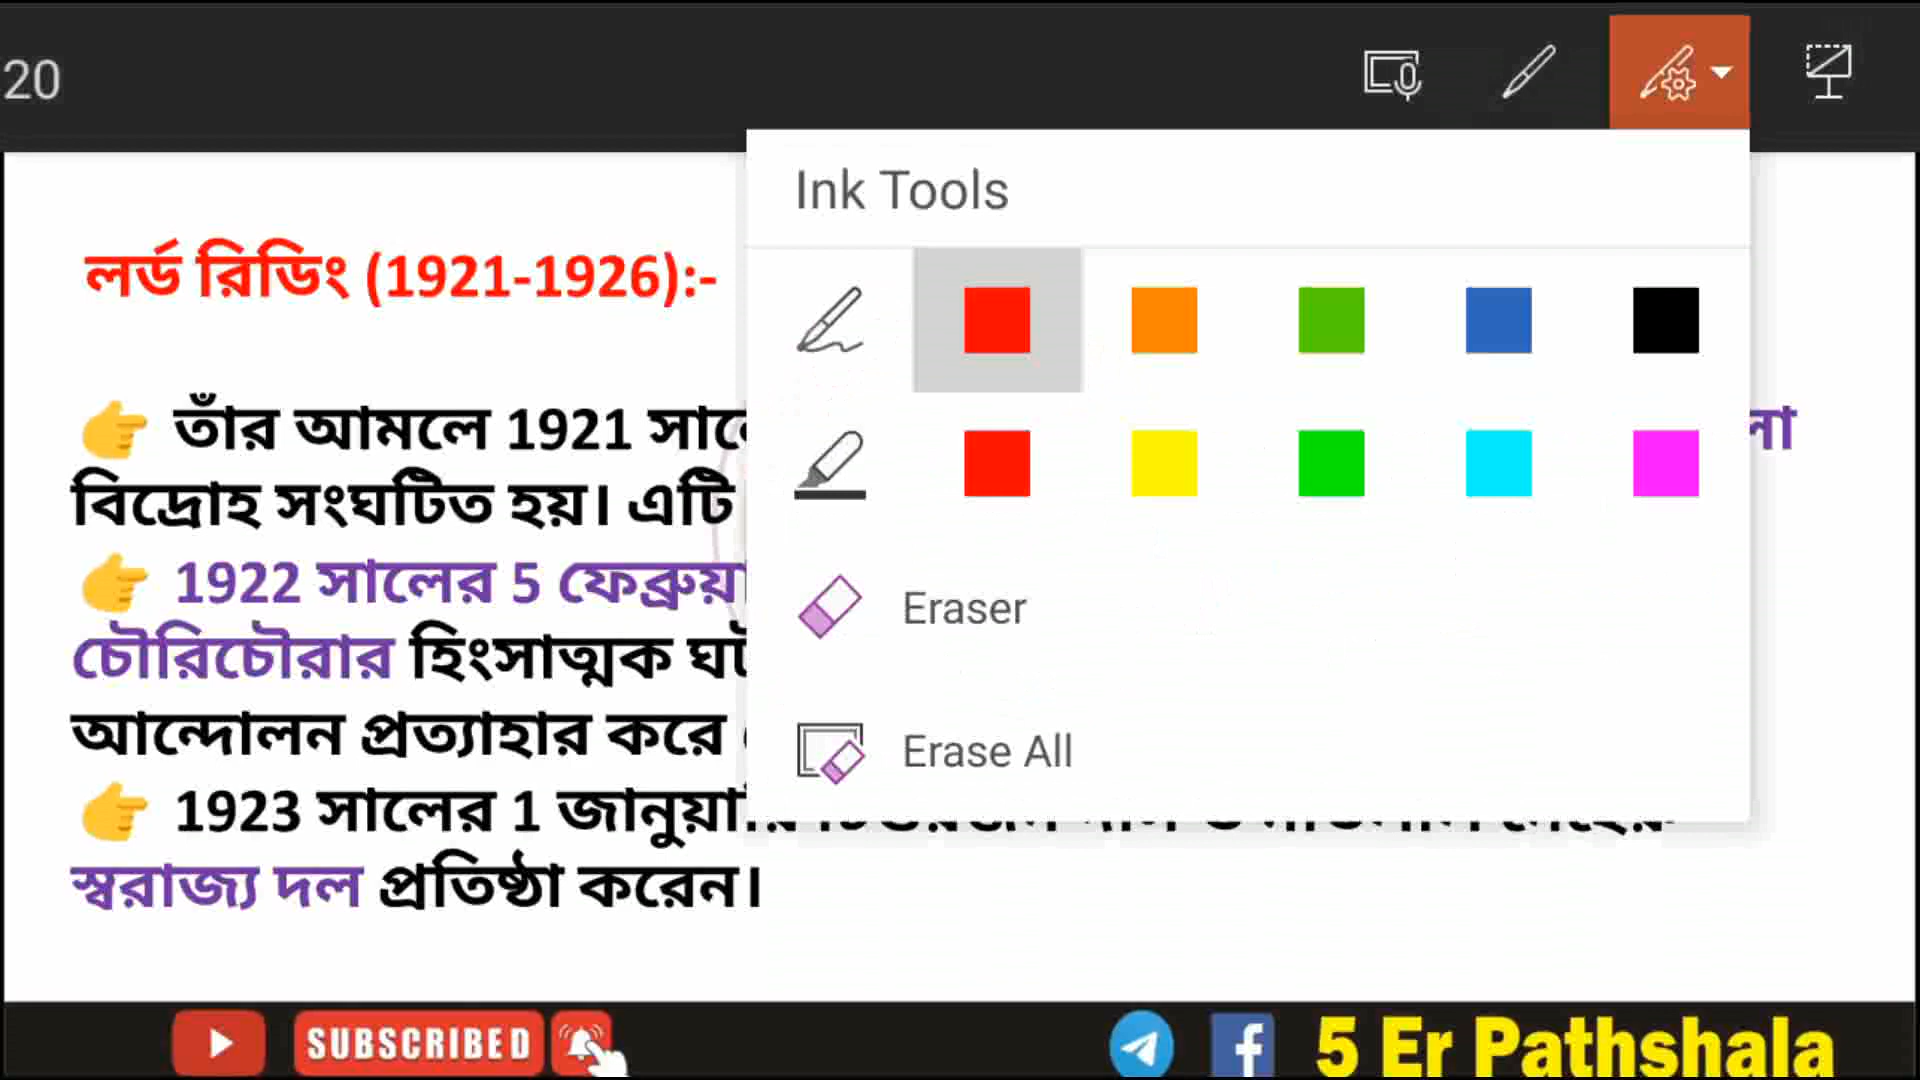 20
Ink Tools
লর্ড রিডিং (1921-1926):-
👉 তাঁর আমলে 1921
বিদ্রোহ সংঘটিত হয়। এটি
👉 1922 সালের 5
চৌরিচৌরার হিংসাত্মক
আন্দোলন প্রত্যাহার করে
👉 1923 সালের 1
স্বরাজ্য দল প্রতিষ্ঠা করেন।
Eraser
Erase All
SUBSCRIBED
5 Er Pathshala